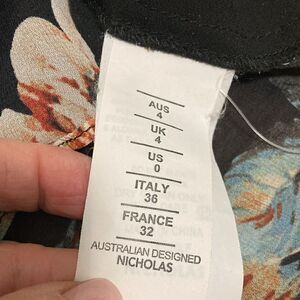 AUS
4
UK
4
US
0
ITALY
36
FRANCE
32
AUSTRALIAN DESIGNED
NICHOLAS